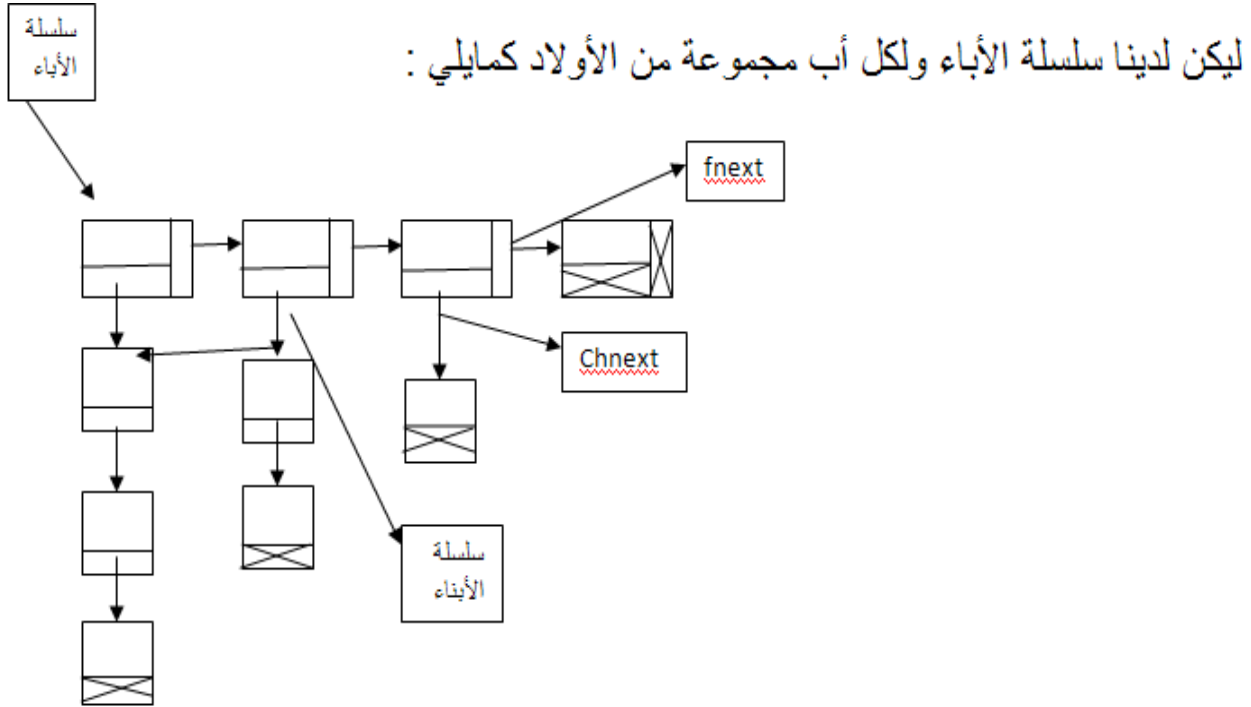 سلسلة
الأباء
ليكن لدينا سلسلة الأباء ولكل أب مجموعة من الأولاد كمايلي :
fnext
Chnext
سلسلة
الأبناء